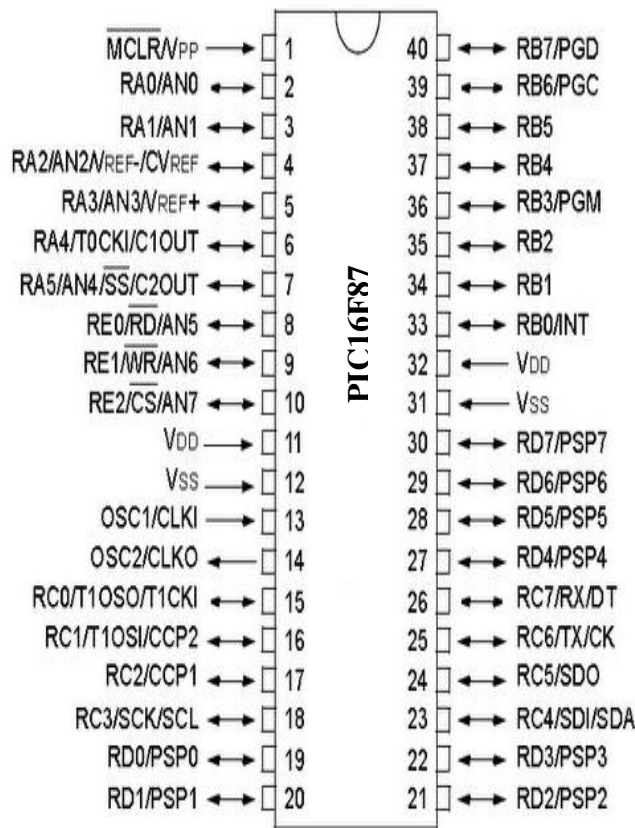 MCLR/VPP 1 40 RB7/PGD
RA0/AN0 2 39 RB6/PGC
RA1/AN1 3 38 RB5
RA2/AN2/VREF-/CVREF 4 37 RB4
RA3/AN3/VREF+ 5 36 RB3/PGM
RA4/T0CKI/C1OUT 6 35 RB2
RA5/AN4/SS/C2OUT 7 34 RB1
RE0/RD/AN5 8 33 RB0/INT
RE1/WR/AN6 9 32 VDD
RE2/CS/AN7 10 31 VSS
VDD 11 30 RD7/PSP7
VSS 12 29 RD6/PSP6
OSC1/CLKI 13 28 RD5/PSP5
OSC2/CLKO 14 27 RD4/PSP4
RC0/T1OSO/T1CKI 15 26 RC7/RX/DT
RC1/T1OSI/CCP2 16 25 RC6/TX/CK
RC2/CCP1 17 24 RC5/SDO
RC3/SCK/SCL 18 23 RC4/SDI/SDA
RD0/PSP0 19 22 RD3/PSP3
RD1/PSP1 20 21 RD2/PSP2
PIC16F87